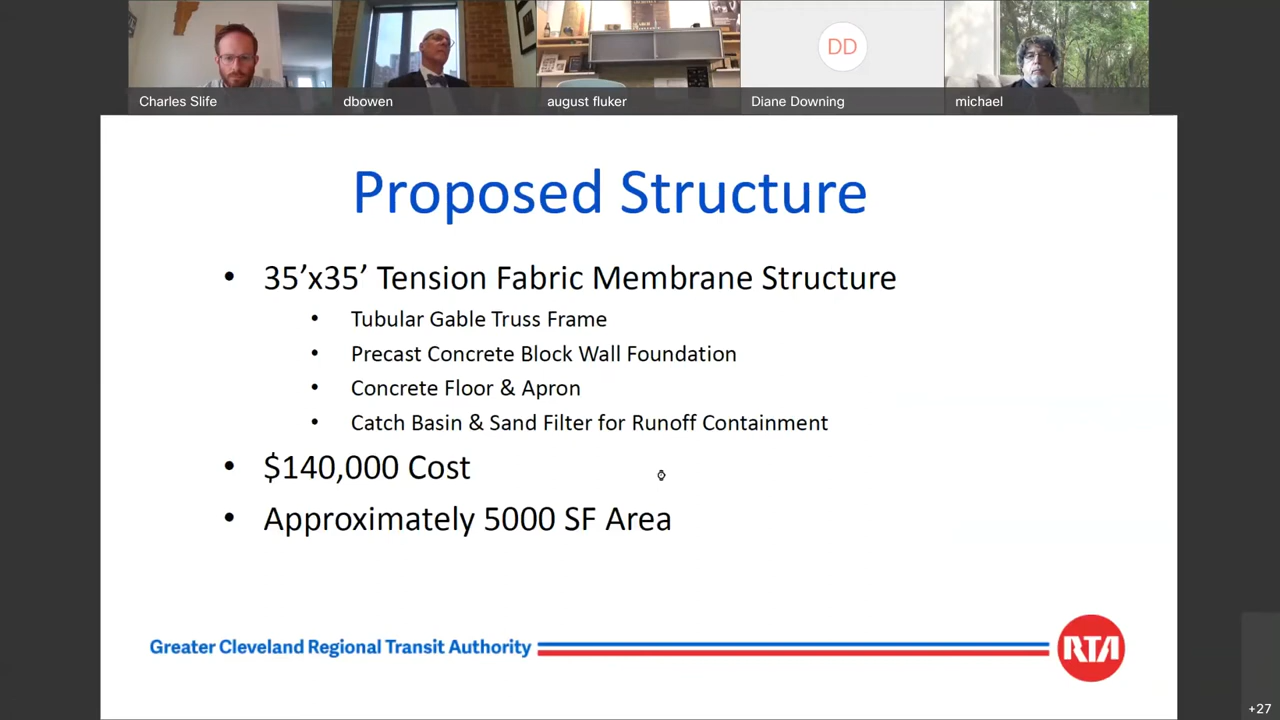 DD
Charles Slife
dbowen
august fluker
Diane Downing
michael
Proposed Structure
• 35’x35’ Tension Fabric Membrane Structure
• Tubular Gable Truss Frame
• Precast Concrete Block Wall Foundation
• Concrete Floor & Apron
• Catch Basin & Sand Filter for Runoff Containment
• $140,000 Cost
• Approximately 5000 SF Area
Greater Cleveland Regional Transit Authority
RTA
+27